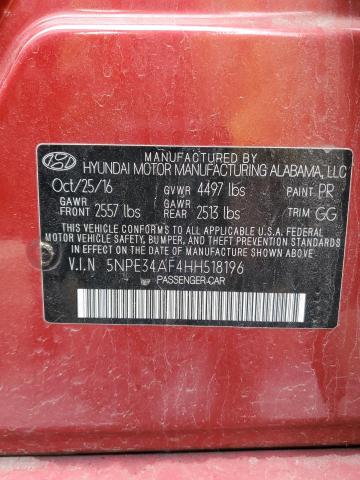 MANUFACTURED BY
HYUNDAI MOTOR MANUFACTURING ALABAMA, LLC
Oct/25/16 GVWR 4497 lbs PAINT PR
GAWR FRONT 2557 lbs GAWR REAR 2513 lbs TRIM GG
THIS VEHICLE CONFORMS TO ALL APPLICABLE FEDERAL
MOTOR VEHICLE SAFETY, BUMPER,
AND THEFT PREVENTION STANDARDS
IN EFFECT ON THE DATE OF MANUFACTURE SHOWN ABOVE.
V.I.N 5NPE34AF4HH518196
PASSENGER CAR